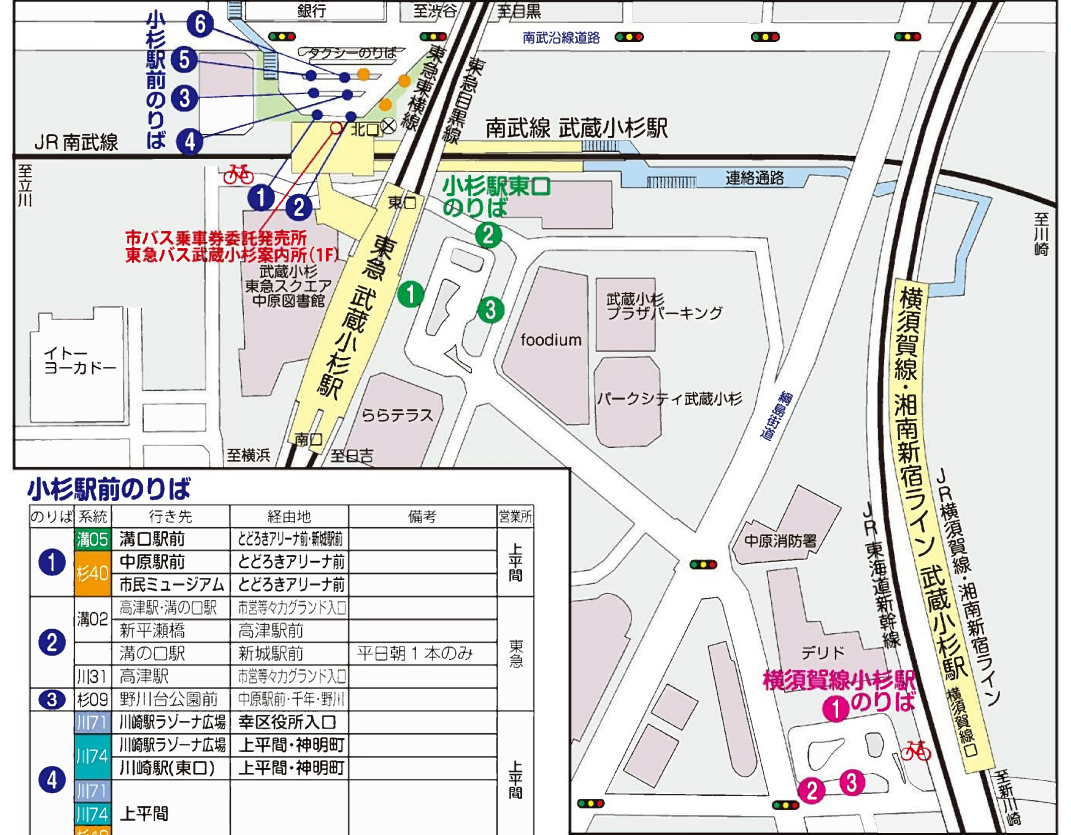 銀行
至渋谷
至目黒
南武沿線道路
タクシーのりば
小杉駅前のりば
6
5
3
4
1
2
東急東横線
東急目黒線
北口
JR南武線
南武線 武蔵小杉駅
連絡通路
至立川
至川崎
市バス乗車券委託発売所
東急バス武蔵小杉案内所(1F)
武蔵小杉
東急スクエア
中原図書館
東口
小杉駅東口
のりば
2
1
3
東急 武蔵小杉駅
南口
至横浜
至日吉
イトー
ヨーカドー
ららテラス
foodium
武蔵小杉
プラザパーキング
パークシティ武蔵小杉
綱島街道
中原消防署
デリド
JR東海道新幹線
横須賀線・湘南新宿ライン 武蔵小杉駅
JR横須賀線・湘南新宿ライン
横須賀線口
横須賀線小杉駅
のりば
1
2
3
至新川崎
小杉駅前のりば
のりば 系統 行き先 経由地 備考 営業所
1 溝05 溝口駅前 とどろきアリーナ前・新城駅前 上平間
杉40 中原駅前 とどろきアリーナ前
市民ミュージアム とどろきアリーナ前
2 溝02 高津駅・溝の口駅 市営等々力グランド入口 東急
新平瀬橋 高津駅前
溝の口駅 新城駅前 平日朝1本のみ
川31 高津駅 市営等々力グランド入口
3 杉09 野川台公園前 中原駅前・千年・野川
4 川71 川崎駅ラゾーナ広場 幸区役所入口 上平間
川74 川崎駅ラゾーナ広場 上平間・神明町
川崎駅(東口) 上平間・神明町
川71 上平間
川74
杉40